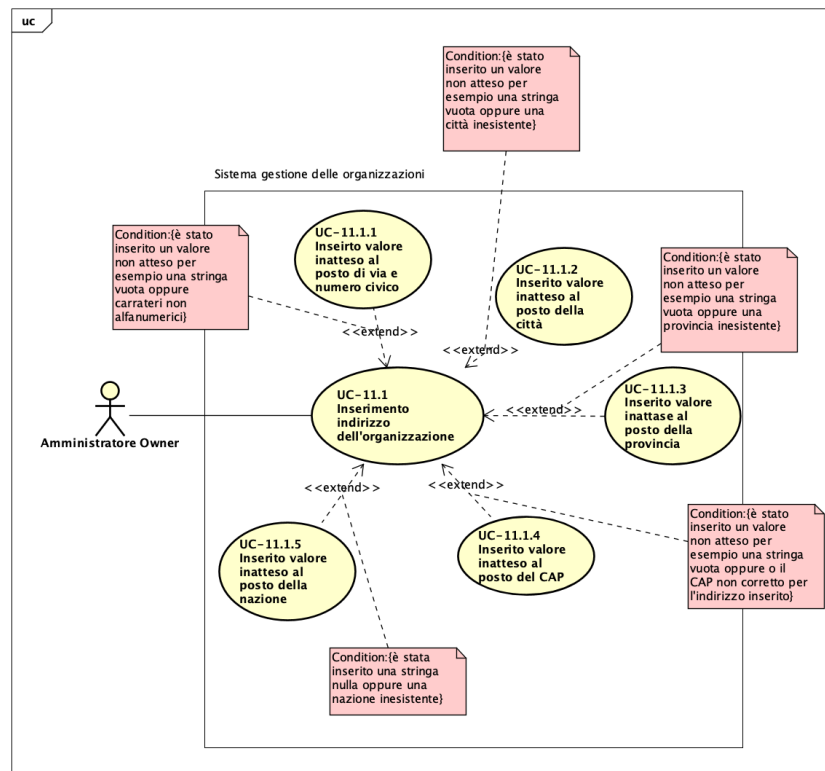 uc
Condition:{è stato
inserito un valore
non atteso per
esempio una stringa
vuota oppure una
città inesistente}
Sistema gestione delle organizzazioni
Condition:{è stato
inserito un valore
non atteso per
esempio una stringa
vuota oppure
carrateri non
alfanumerici}
UC-11.1.1
Inseirto valore
inatteso al
posto di via e
numero civico
UC-11.1.2
Inserito valore
inatteso al
posto della
città
Condition:{è stato
inserito un valore
non atteso per
esempio una stringa
vuota oppure una
provincia inesistente}
<<extend>>
<<extend>>
UC-11.1
Inserimento
indirizzo
dell'organizzazione
<<extend>>
UC-11.1.3
Inserito valore
inattase al
posto della
provincia
Amministratore Owner
<<extend>>
<<extend>>
UC-11.1.5
Inserito valore
inatteso al
posto della
nazione
UC-11.1.4
Inserito valore
inatteso al
posto del CAP
Condition:{è stato
inserito un valore
non atteso per
esempio una stringa
vuota oppure o il
CAP non corretto per
l'indirizzo inserito}
Condition:{è stata
inserito una stringa
nulla oppure una
nazione inesistente}